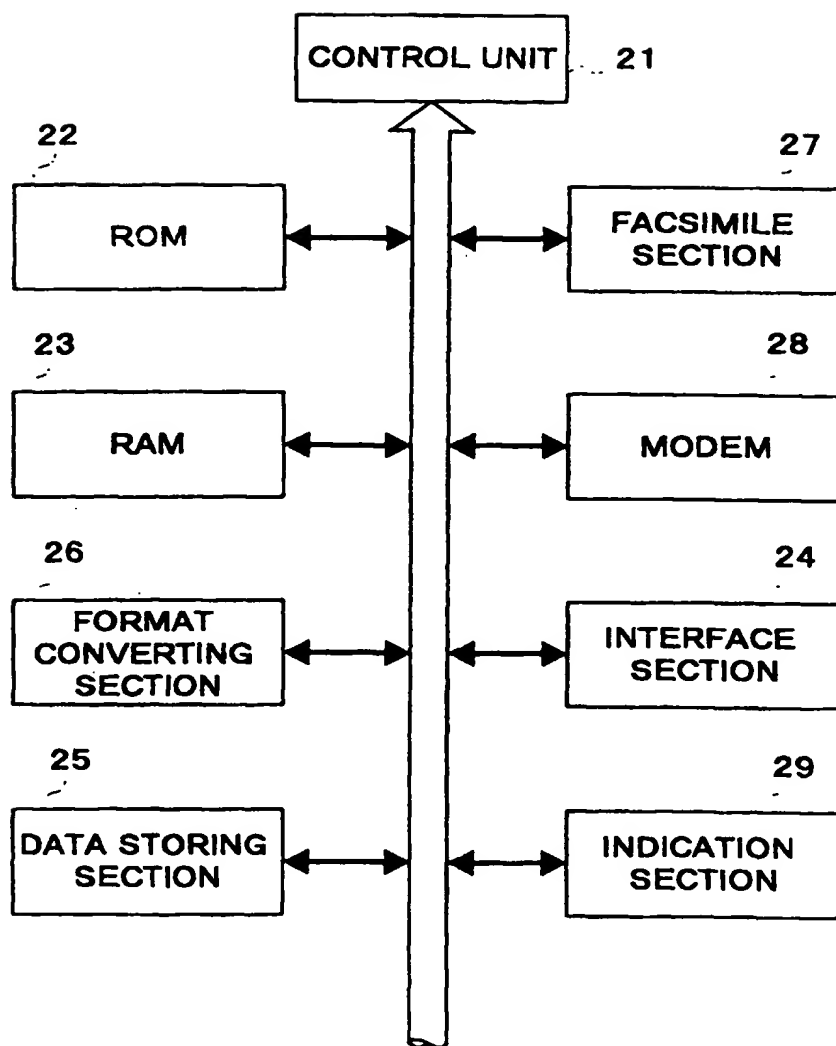 CONTROL UNIT
21
22
ROM
27
FACSIMILE
SECTION
23
RAM
28
MODEM
26
FORMAT
CONVERTING
SECTION
24
INTERFACE
SECTION
25
DATA STORING
SECTION
29
INDICATION
SECTION